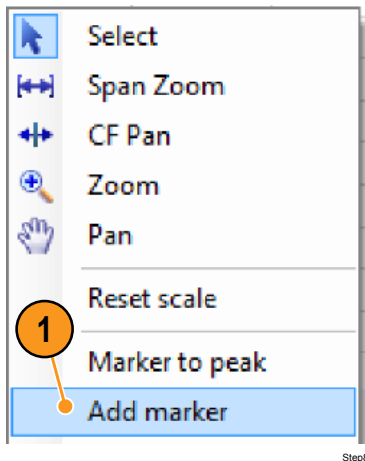 Select
Span Zoom
CF Pan
Zoom
Pan
Reset scale
1
Marker to peak
Add marker